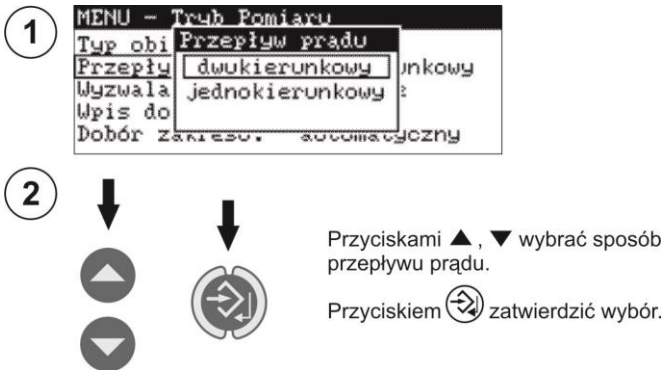 1
MENU - Tryb Pomiaru
Przepływ prądu
Typ obi
Przepły dwukierunkowy unkowy
Wyzwala jednokierunkowy
Wpis do
Dobór zakresu: automatyczny
2
Przyciskami ▲ , ▼ wybrać sposób
przepływu prądu.
Przyciskiem zatwierdzić wybór.